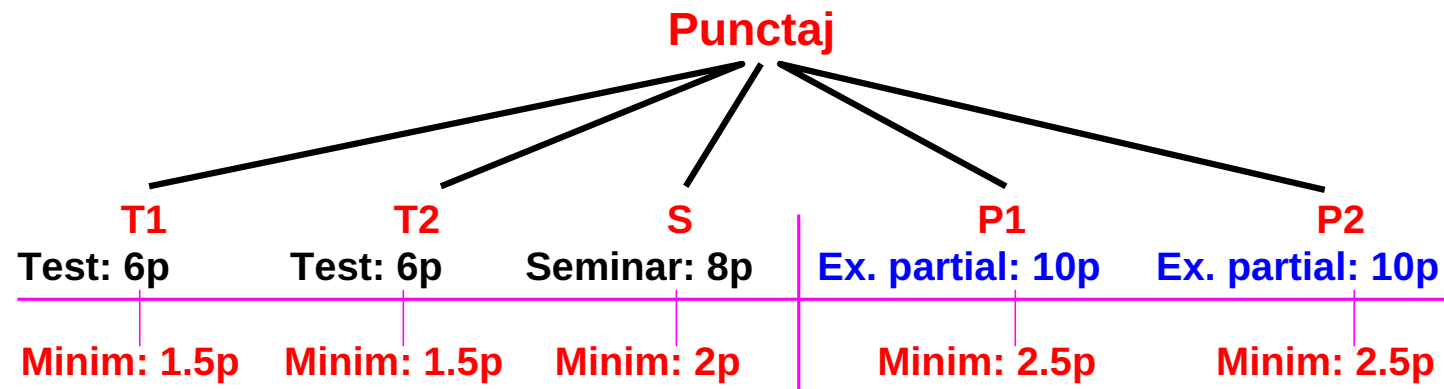 Punctaj
T1 T2 S P1 P2
Test: 6p Test: 6p Seminar: 8p Ex. partial: 10p Ex. partial: 10p
Minim: 1.5p Minim: 1.5p Minim: 2p Minim: 2.5p Minim: 2.5p